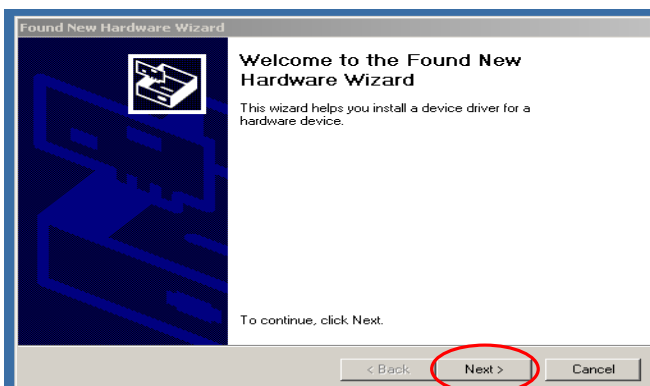 Found New Hardware Wizard
Welcome to the Found New
Hardware Wizard
This wizard helps you install a device driver for a
hardware device.
To continue, click Next.
< Back Next > Cancel